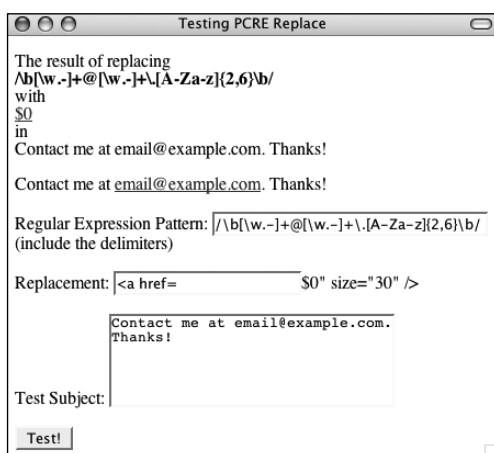 Testing PCRE Replace
The result of replacing
/\b[\w.-]+@[\w.-]+\.[A-Za-z]{2,6}\b/
with
$0
in
Contact me at email@example.com. Thanks!
Contact me at email@example.com. Thanks!
Regular Expression Pattern: /\b[\w.-]+@[\w.-]+\.[A-Za-z]{2,6}\b/
(include the delimiters)
Replacement: <a href= $0" size="30" />
Contact me at email@example.com.
Thanks!
Test Subject:
Test!